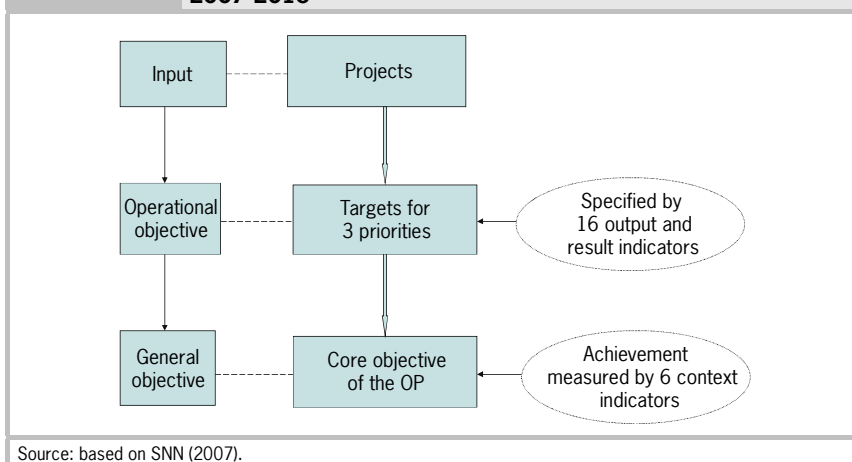 Input
Projects
Operational
objective
Targets for
3 priorities
Specified by
16 output and
result indicators
General
objective
Core objective
of the OP
Achievement
measured by 6 context
indicators
Source: based on SNN (2007).